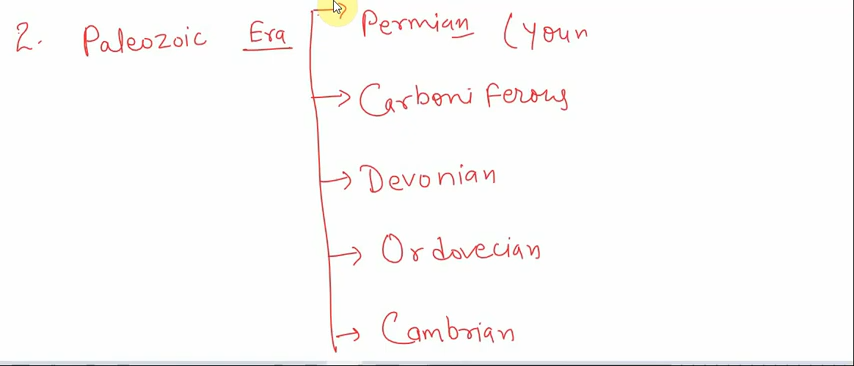 2. Paleozoic Era Permian (Youn
Carboniferous
Devonian
Ordovecian
Cambrian